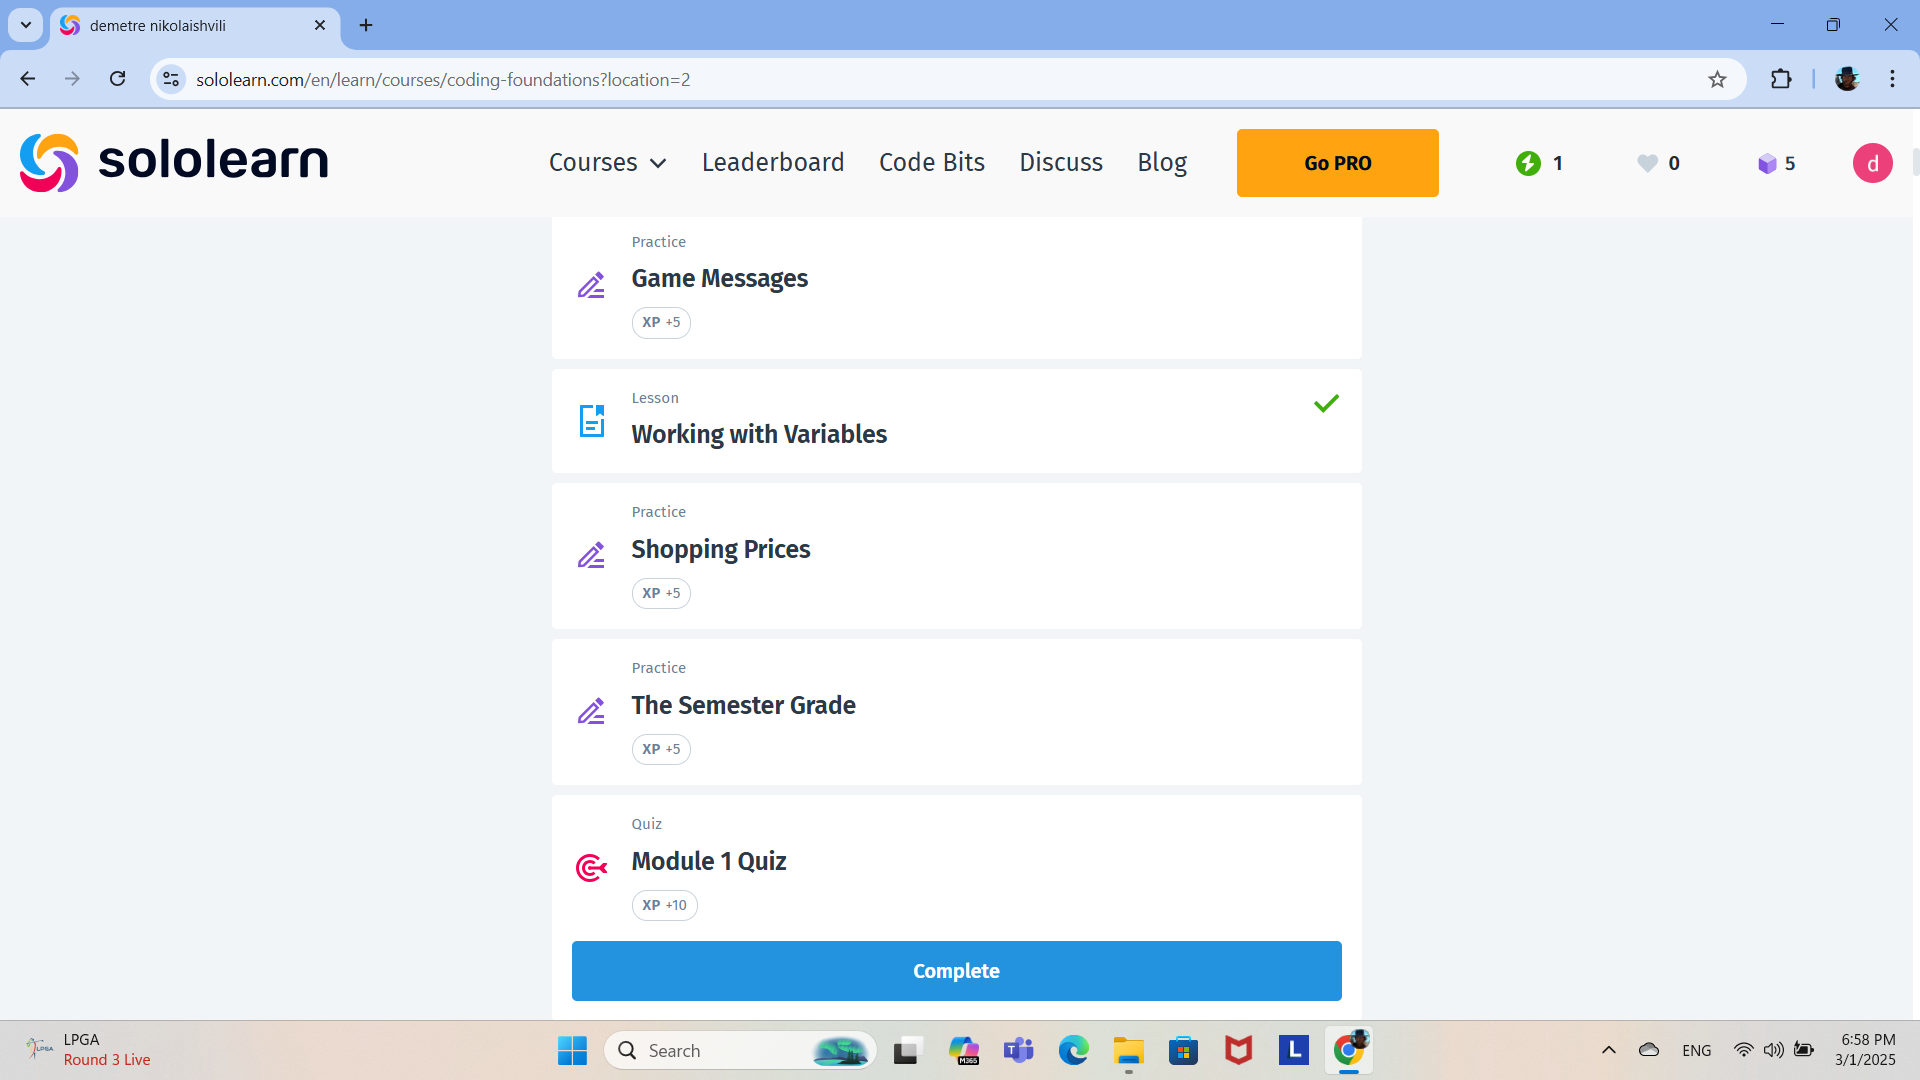 demetre nikolaishvili
sololearn.com/en/learn/courses/coding-foundations?location=2
sololearn
Courses
Leaderboard
Code Bits
Discuss
Blog
Go PRO
1
0
5
d
Practice
Game Messages
XP +5
Lesson
Working with Variables
Practice
Shopping Prices
XP +5
Practice
The Semester Grade
XP +5
Quiz
Module 1 Quiz
XP +10
Complete
LPGA
LPGA
Round 3 Live
Search
M365
T
L
ENG
6:58 PM
3/1/2025